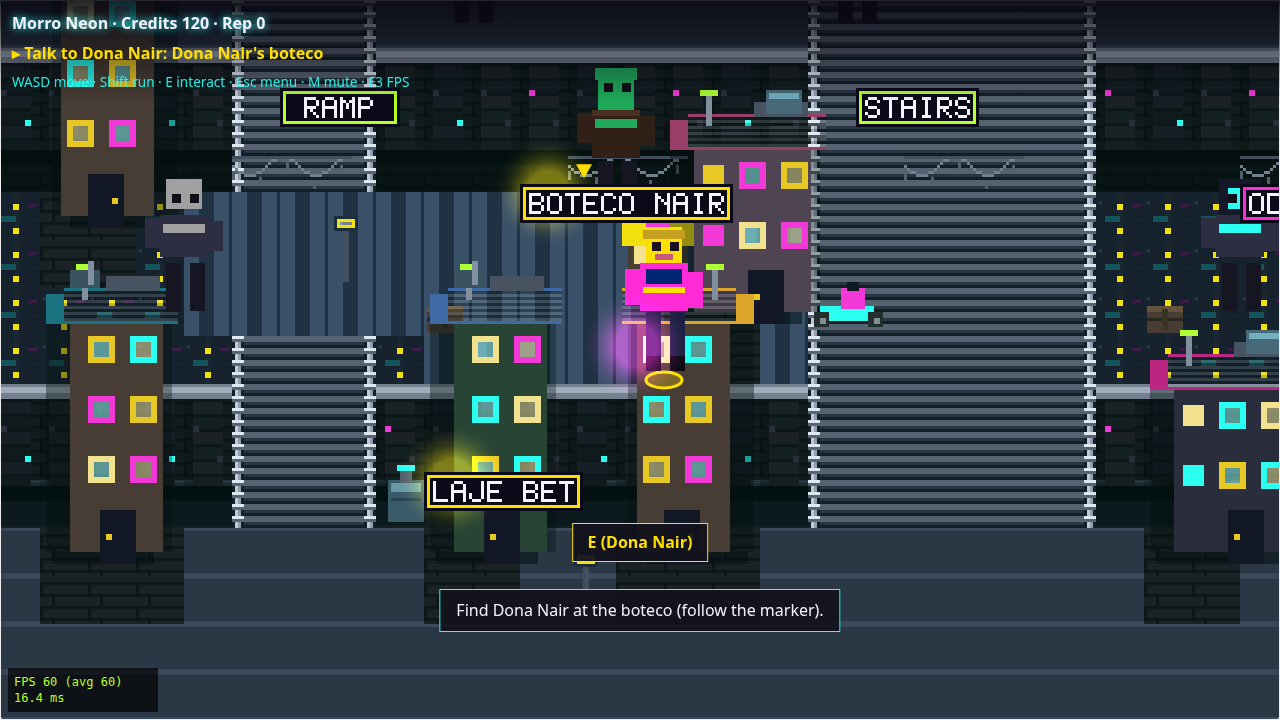 Morro Neon · Credits 120 · Rep 0
▸ Talk to Dona Nair: Dona Nair's boteco
WASD move · Shift run · E interact · Esc menu · M mute · F3 FPS
RAMP
STAIRS
BOTECO NAIR
LAJE BET
E (Dona Nair)
Find Dona Nair at the boteco (follow the marker).
FPS 60 (avg 60)
16.4 ms